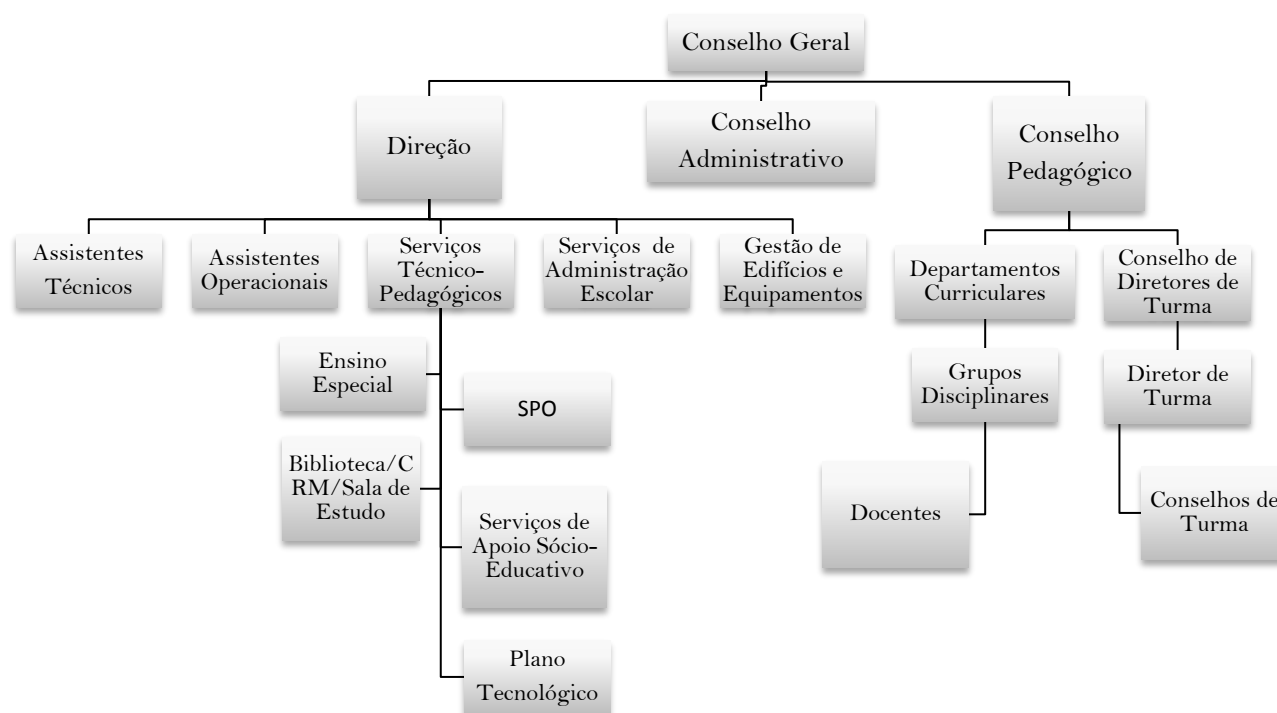 Conselho Geral
Direção
Conselho
Administrativo
Conselho
Pedagógico
Assistentes
Técnicos
Assistentes
Operacionais
Serviços
Técnico-
Pedagógicos
Serviços de
Administração
Escolar
Gestão de
Edifícios e
Equipamentos
Departamentos
Curriculares
Conselho de
Diretores de
Turma
Ensino
Especial
SPO
Biblioteca/C
RM/Sala de
Estudo
Serviços de
Apoio Sócio-
Educativo
Plano
Tecnológico
Grupos
Disciplinares
Diretor de
Turma
Docentes
Conselhos de
Turma